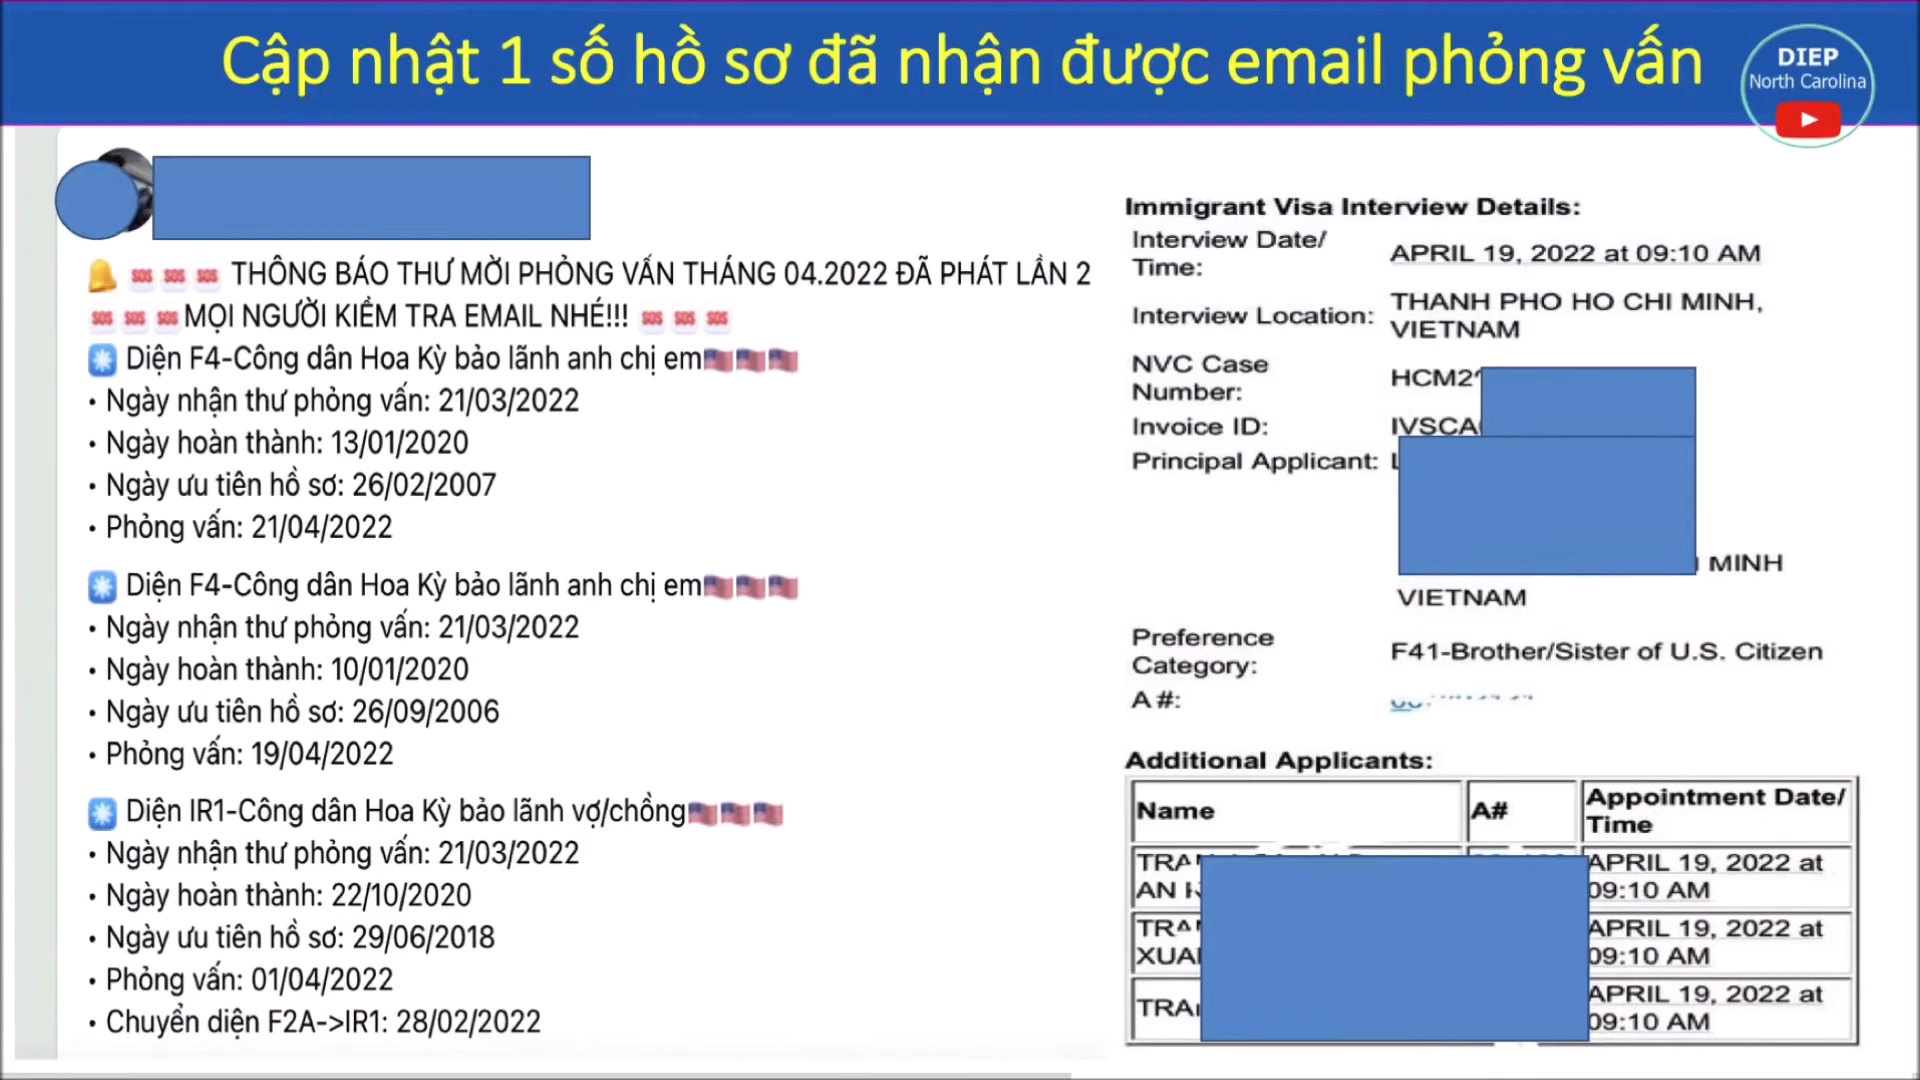 Cập nhật 1 số hồ sơ đã nhận được email phỏng vấn
DIEP
North Carolina
THÔNG BÁO THƯ MỜI PHỎNG VẤN THÁNG 04.2022 ĐÃ PHÁT LẦN 2
MỌI NGƯỜI KIỂM TRA EMAIL NHÉ!!!
Diện F4-Công dân Hoa Kỳ bảo lãnh anh chị em
• Ngày nhận thư phỏng vấn: 21/03/2022
• Ngày hoàn thành: 13/01/2020
• Ngày ưu tiên hồ sơ: 26/02/2007
• Phỏng vấn: 21/04/2022
Diện F4-Công dân Hoa Kỳ bảo lãnh anh chị em
• Ngày nhận thư phỏng vấn: 21/03/2022
• Ngày hoàn thành: 10/01/2020
• Ngày ưu tiên hồ sơ: 26/09/2006
• Phỏng vấn: 19/04/2022
Diện IR1-Công dân Hoa Kỳ bảo lãnh vợ/chồng
• Ngày nhận thư phỏng vấn: 21/03/2022
• Ngày hoàn thành: 22/10/2020
• Ngày ưu tiên hồ sơ: 29/06/2018
• Phỏng vấn: 01/04/2022
• Chuyển diện F2A->IR1: 28/02/2022
Immigrant Visa Interview Details:
Interview Date/
Time:
APRIL 19, 2022 at 09:10 AM
Interview Location:
THANH PHO HO CHI MINH,
VIETNAM
NVC Case
Number:
HCM2
Invoice ID:
IVSCA
Principal Applicant:
MINH
VIETNAM
Preference
Category:
F41-Brother/Sister of U.S. Citizen
A #:
Additional Applicants:
Name A# Appointment Date/
Time
APRIL 19, 2022 at
AN 09:10 AM
APRIL 19, 2022 at
09:10 AM
APRIL 19, 2022 at
09:10 AM